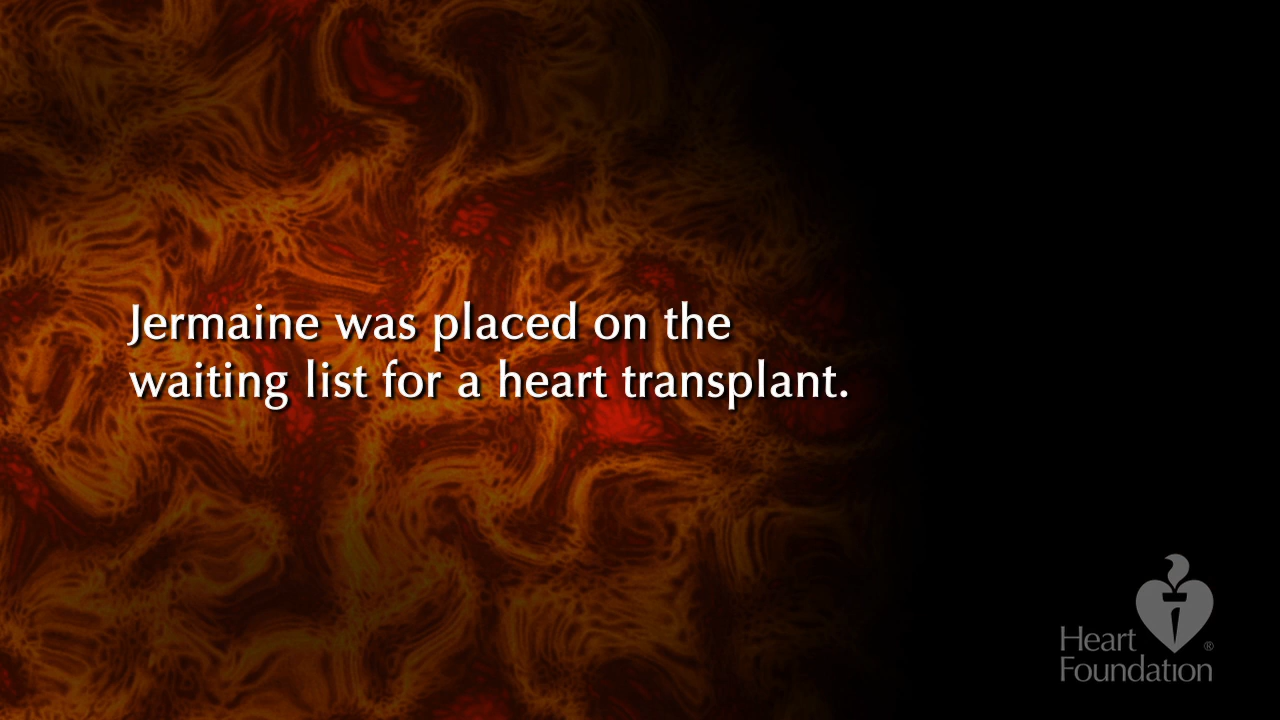 Jermaine was placed on the
waiting list for a heart transplant.
Heart
Foundation®